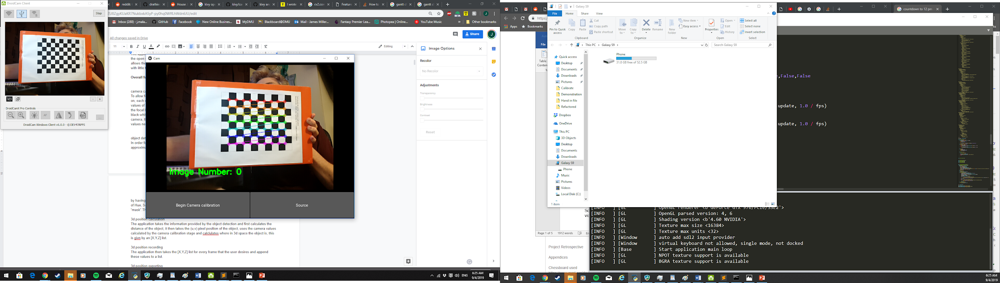 DroidCam Client
Stop
DroidCamX Pro Controls
AF
DroidCam Windows Client v6.0.0 - © DEV47APPS
reddit:
drathie
House
kivy op
kivy/ca
kivy an
I wrote
cv2.co
Feature
How to
gantt c
gantt c
ZU8ZgyKUaKR7NukbxkA5yP-py0hq0WffLhWdn6JU/edit
Inbox (280) - j.mala...
GitHub
Facebook
New Online Business...
MyDMU
Blackboard@DMU
Mail - James Miller...
Fantasy Premier Lea...
Photopea | Online...
YouTube Music
Other bookmarks
All changes saved in Drive
Share
J
11
Editing
Image Options
Recolor
No Recolor
Adjustments
Transparency
Brightness
Contrast
Reset
the open
allows the
with little
Overall fu
camera ca
To allow f
on, each
values of
the focal l
black-whit
camera, t
values ne
object det
In order fo
approxima
Cam
Image Number: 0
Begin Camera calibration
Source
by having
of Hue, S
"mask".Th
3d position calculation
The application takes the information provided by the object detection and first calculates the
distance of the object, it then takes the (u,v) pixel position of the object, uses the camera values
calculated by the camera calibration stage and calclulates where in 3d space the object is, this
is givn by an [X,Y,Z] list.
3d position recording
The application then takes the [X,Y,Z] list for every frame that the user desires and append
these values to a list.
3d position exporting
ENG
6:25 AM
9/4/2019
countdown to 12 pm
https:/
Apps
Bookmarks
Galaxy S9
File
Home
Share
View
Pin to Quick access
Copy
Paste
Cut
Copy path
Paste shortcut
Clipboard
Move to
Copy to
Delete
Rename
Organize
New folder
New item
Easy access
New
Properties
Open
Edit
History
Open
Select all
Select none
Invert selection
Select
This PC > Galaxy S9 >
Search Galaxy S9
Quick access
Desktop
Documents
Downloads
Pictures
Calibrate
Demonstration
Hand in file
Refactored
Dropbox
OneDrive
This PC
3D Objects
Desktop
Documents
Downloads
Galaxy S9
Phone
Music
Pictures
Videos
Local Disk (C:)
1 item
Phone
31.8 GB free of 52.5 GB
File
Table
Conten
Page 1 of 5
1912 words
Project Retrospective
Appendices
Chessboard used
,False,False
update, 1.0 / fps)
update, 1.0 / fps)
[INFO ] [GL ] OpenGL renderer <b'GeForce GTX 970/PCIe/SSE2'>
[INFO ] [GL ] OpenGL parsed version: 4, 6
[INFO ] [GL ] Shading version <b'4.60 NVIDIA'>
[INFO ] [GL ] Texture max size <16384>
[INFO ] [GL ] Texture max units <32>
[INFO ] [Window ] auto add sdl2 input provider
[INFO ] [Window ] virtual keyboard not allowed, single mode, not docked
[INFO ] [Base ] Start application main loop
[INFO ] [GL ] NPOT texture support is available
[INFO ] [GL ] BGRA texture support is available
6:25 AM
9/4/2019